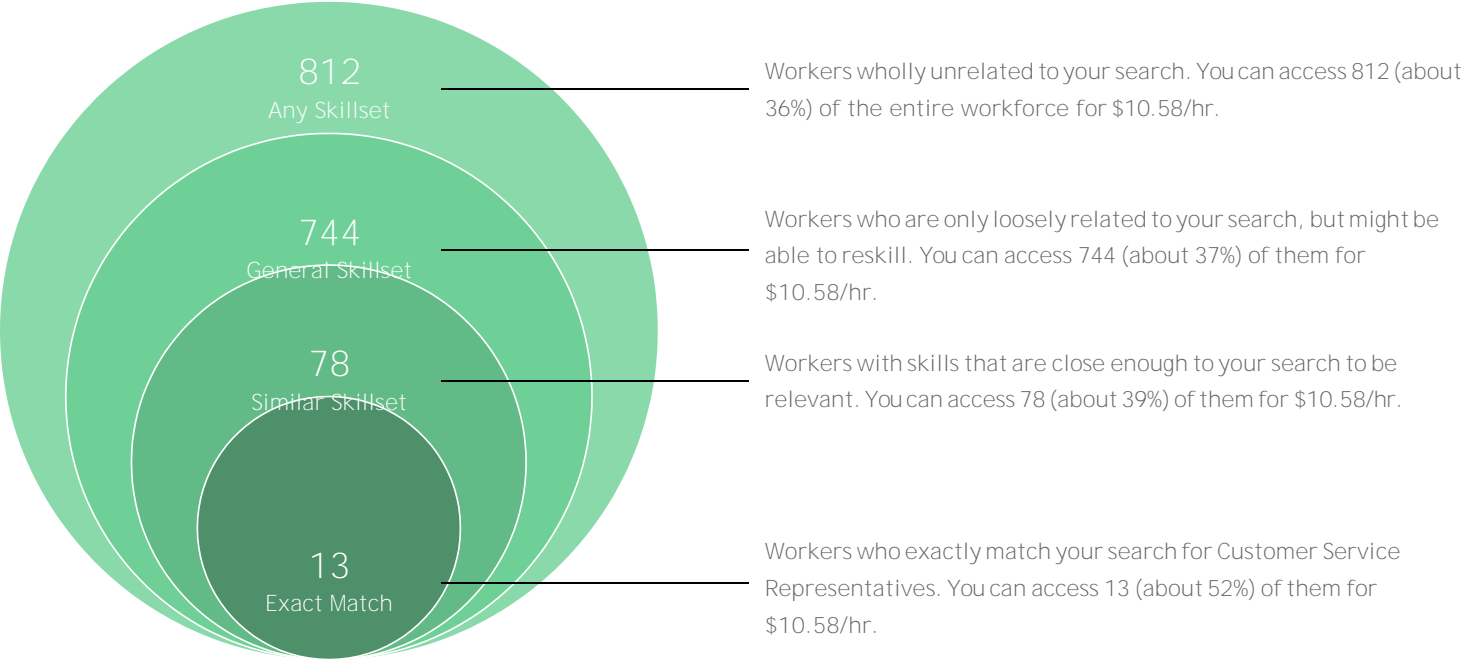 812
Any Skillset
Workers wholly unrelated to your search. You can access 812 (about
36%) of the entire workforce for $10.58/hr.
744
General Skillset
Workers who are only loosely related to your search, but might be
able to reskill. You can access 744 (about 37%) of them for
$10.58/hr.
78
Similar Skillset
Workers with skills that are close enough to your search to be
relevant. You can access 78 (about 39%) of them for $10.58/hr.
13
Exact Match
Workers who exactly match your search for Customer Service
Representatives. You can access 13 (about 52%) of them for
$10.58/hr.